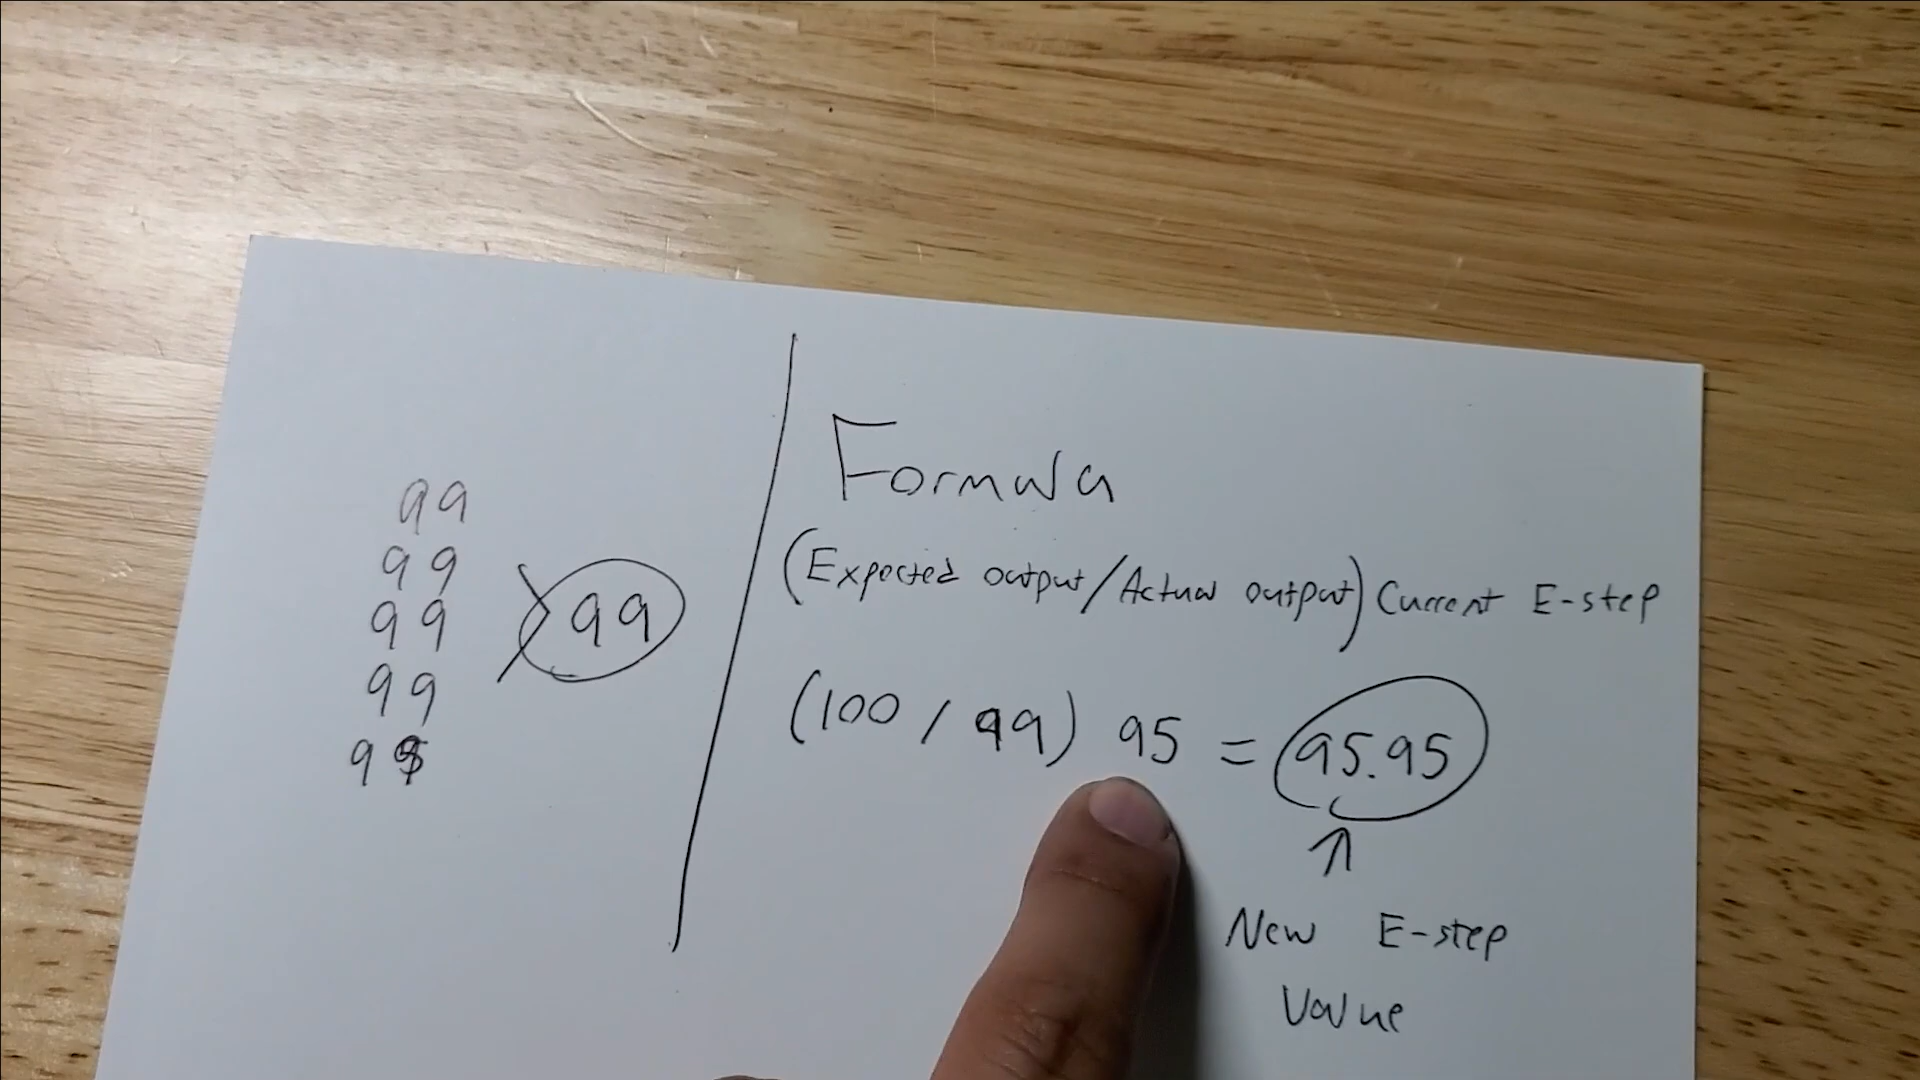 99
99
99
99
99
99
Formula
(Expected output/Actual output) Current E-step
(100 / 99) 95 = 95.95
New E-step
Value